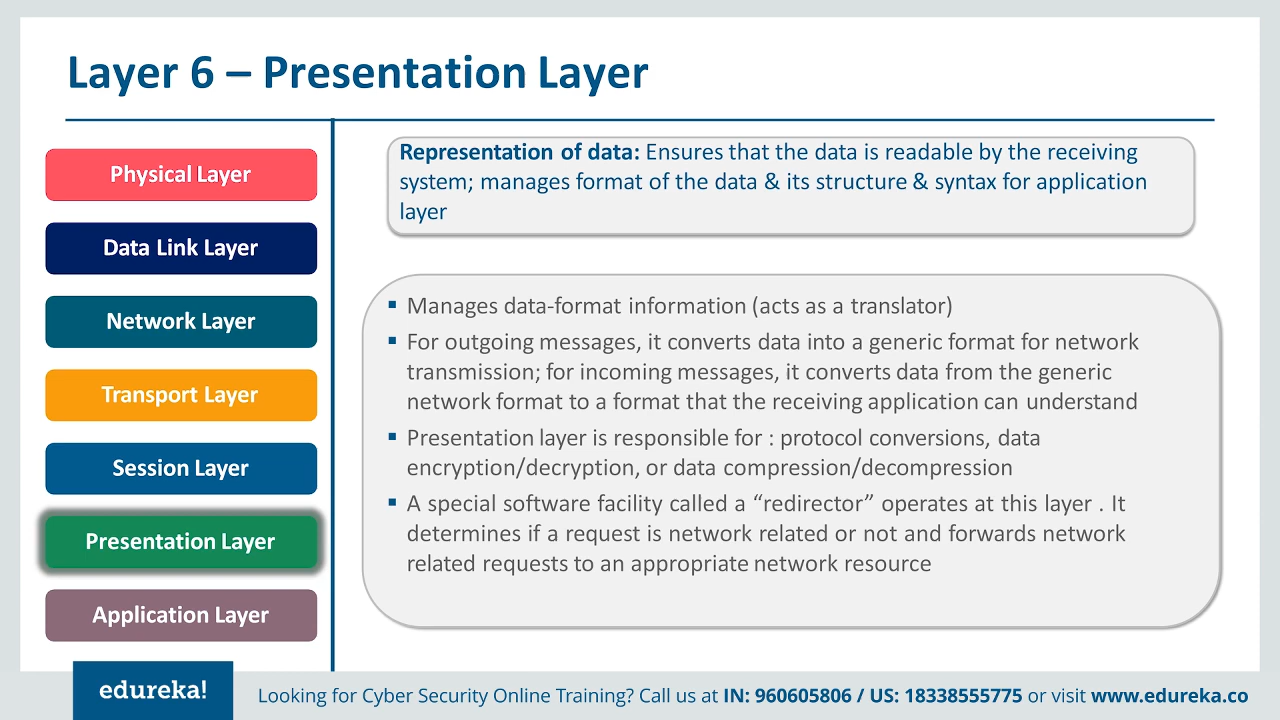 Layer 6 – Presentation Layer
Physical Layer
Data Link Layer
Network Layer
Transport Layer
Session Layer
Presentation Layer
Application Layer
Representation of data: Ensures that the data is readable by the receiving
system; manages format of the data & its structure & syntax for application
layer
▪ Manages data-format information (acts as a translator)
▪ For outgoing messages, it converts data into a generic format for network
transmission; for incoming messages, it converts data from the generic
network format to a format that the receiving application can understand
▪ Presentation layer is responsible for : protocol conversions, data
encryption/decryption, or data compression/decompression
▪ A special software facility called a “redirector” operates at this layer . It
determines if a request is network related or not and forwards network
related requests to an appropriate network resource
edureka!
Looking for Cyber Security Online Training? Call us at IN: 960605806 / US: 18338555775 or visit www.edureka.co